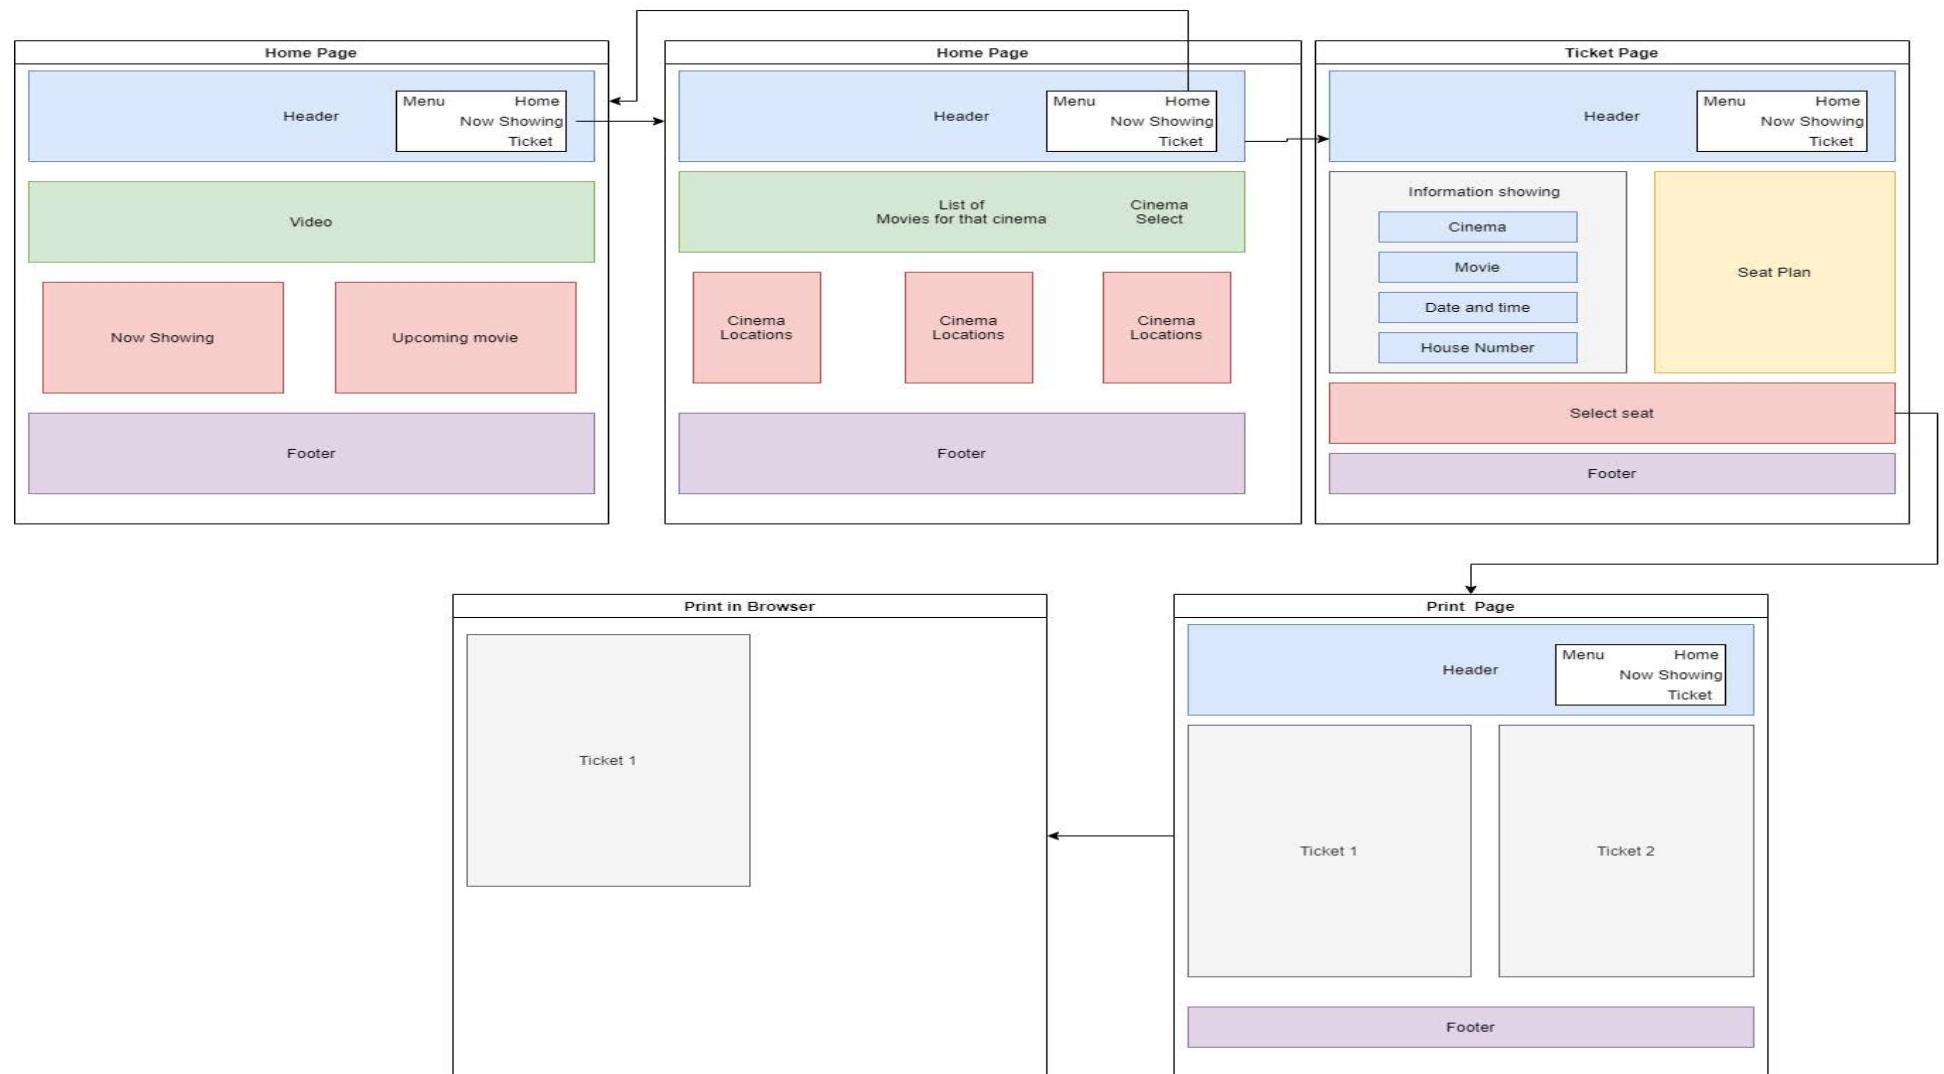 Home Page
Header
Menu Home
Now Showing
Ticket
Video
Now Showing
Upcoming movie
Footer
Home Page
Header
Menu Home
Now Showing
Ticket
List of
Movies for that cinema
Cinema
Select
Cinema
Locations
Cinema
Locations
Cinema
Locations
Footer
Ticket Page
Header
Menu Home
Now Showing
Ticket
Information showing
Cinema
Movie
Date and time
House Number
Seat Plan
Select seat
Footer
Print in Browser
Ticket 1
Print Page
Header
Menu Home
Now Showing
Ticket
Ticket 1
Ticket 2
Footer